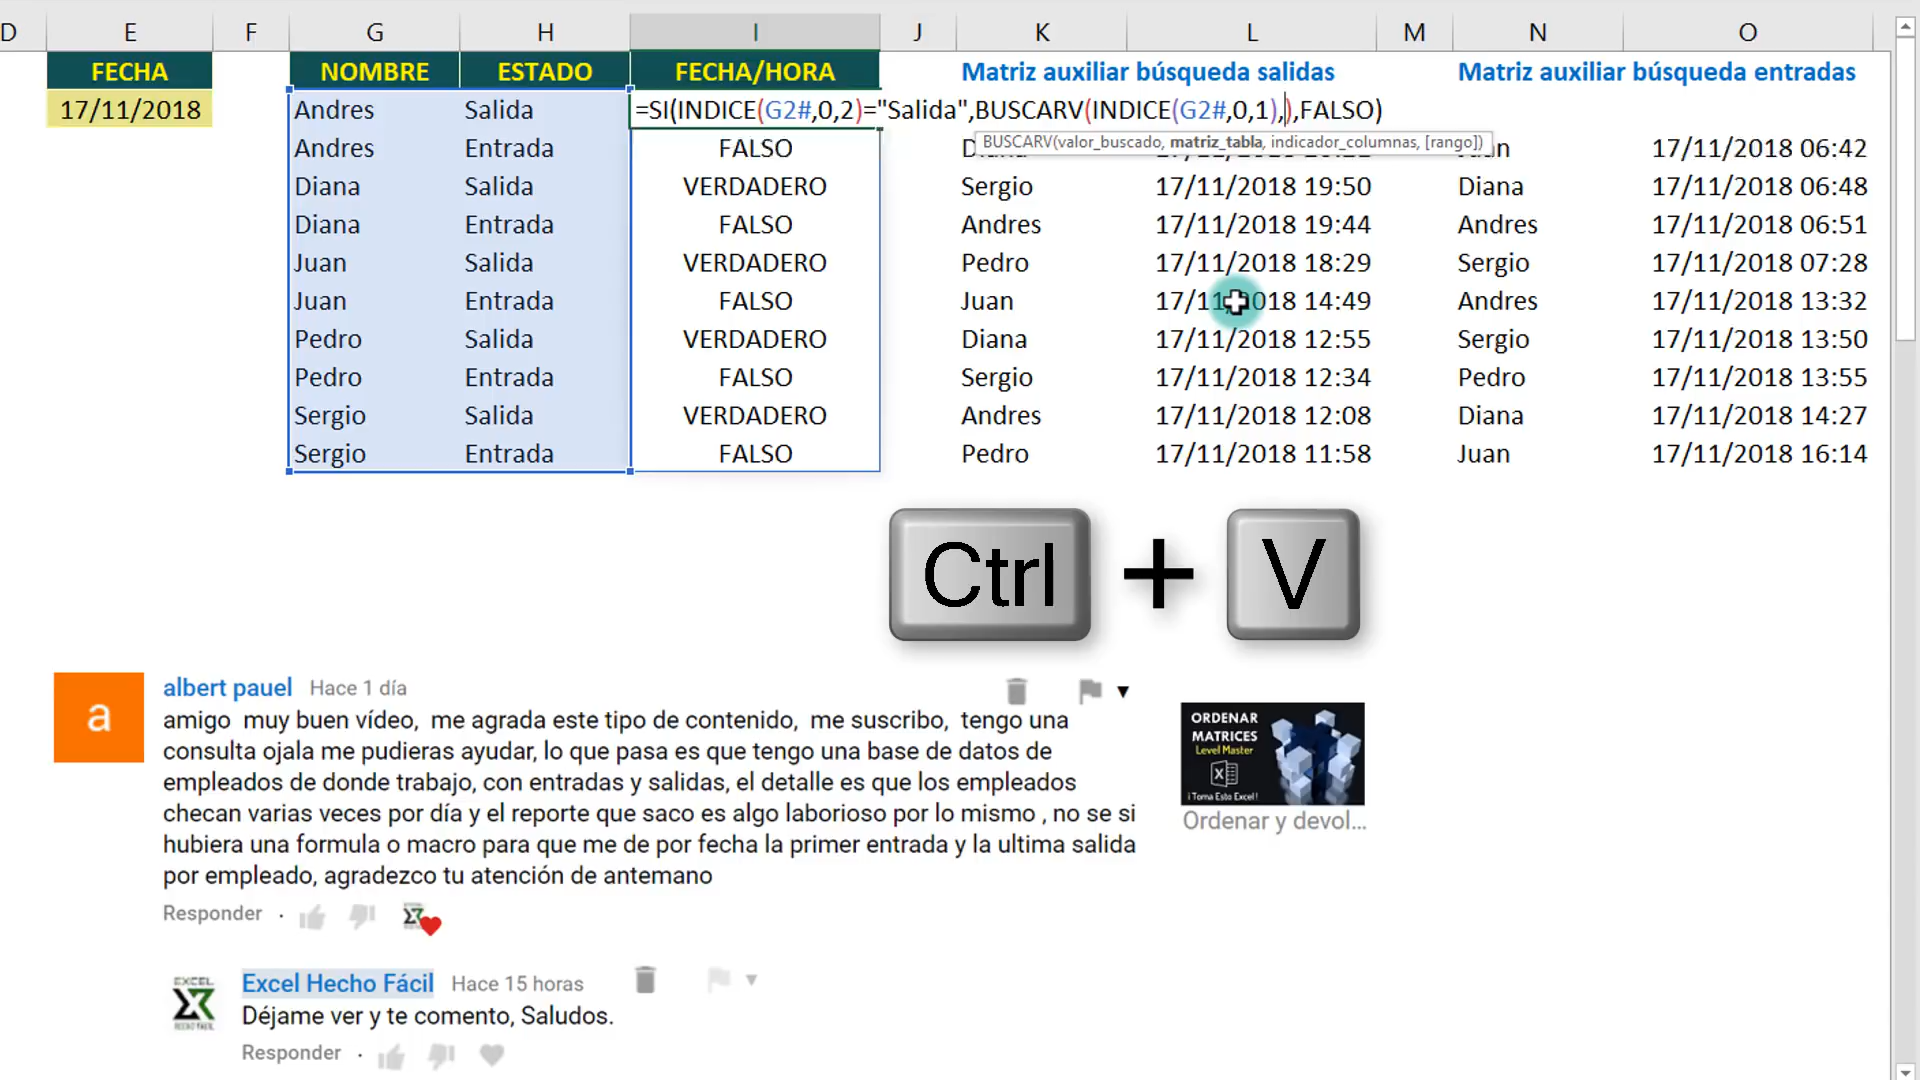 D E F G H I J K L M N O
FECHA NOMBRE ESTADO FECHA/HORA Matriz auxiliar búsqueda salidas Matriz auxiliar búsqueda entradas
17/11/2018 Andres Salida =SI(INDICE(G2#,0,2)="Salida",BUSCARV(INDICE(G2#,0,1),),FALSO)
BUSCARV(valor_buscado, matriz_tabla, indicador_columnas, [rango])
Andres Entrada FALSO 17/11/2018 06:42
Diana Salida VERDADERO Sergio 17/11/2018 19:50 Diana 17/11/2018 06:48
Diana Entrada FALSO Andres 17/11/2018 19:44 Andres 17/11/2018 06:51
Juan Salida VERDADERO Pedro 17/11/2018 18:29 Sergio 17/11/2018 07:28
Juan Entrada FALSO Juan 17/11/2018 14:49 Andres 17/11/2018 13:32
Pedro Salida VERDADERO Diana 17/11/2018 12:55 Sergio 17/11/2018 13:50
Pedro Entrada FALSO Sergio 17/11/2018 12:34 Pedro 17/11/2018 13:55
Sergio Salida VERDADERO Andres 17/11/2018 12:08 Diana 17/11/2018 14:27
Sergio Entrada FALSO Pedro 17/11/2018 11:58 Juan 17/11/2018 16:14
Ctrl + V
a
albert pauel Hace 1 día
amigo muy buen vídeo, me agrada este tipo de contenido, me suscribo, tengo una
consulta ojala me pudieras ayudar, lo que pasa es que tengo una base de datos de
empleados de donde trabajo, con entradas y salidas, el detalle es que los empleados
checan varias veces por día y el reporte que saco es algo laborioso por lo mismo , no se si
hubiera una formula o macro para que me de por fecha la primer entrada y la ultima salida
por empleado, agradezco tu atención de antemano
Responder
ORDENAR
MATRICES
Level Master
¡Toma Esto Excel!
Ordenar y devol...
EXCEL
HECHO FÁCIL
Excel Hecho Fácil Hace 15 horas
Déjame ver y te comento, Saludos.
Responder